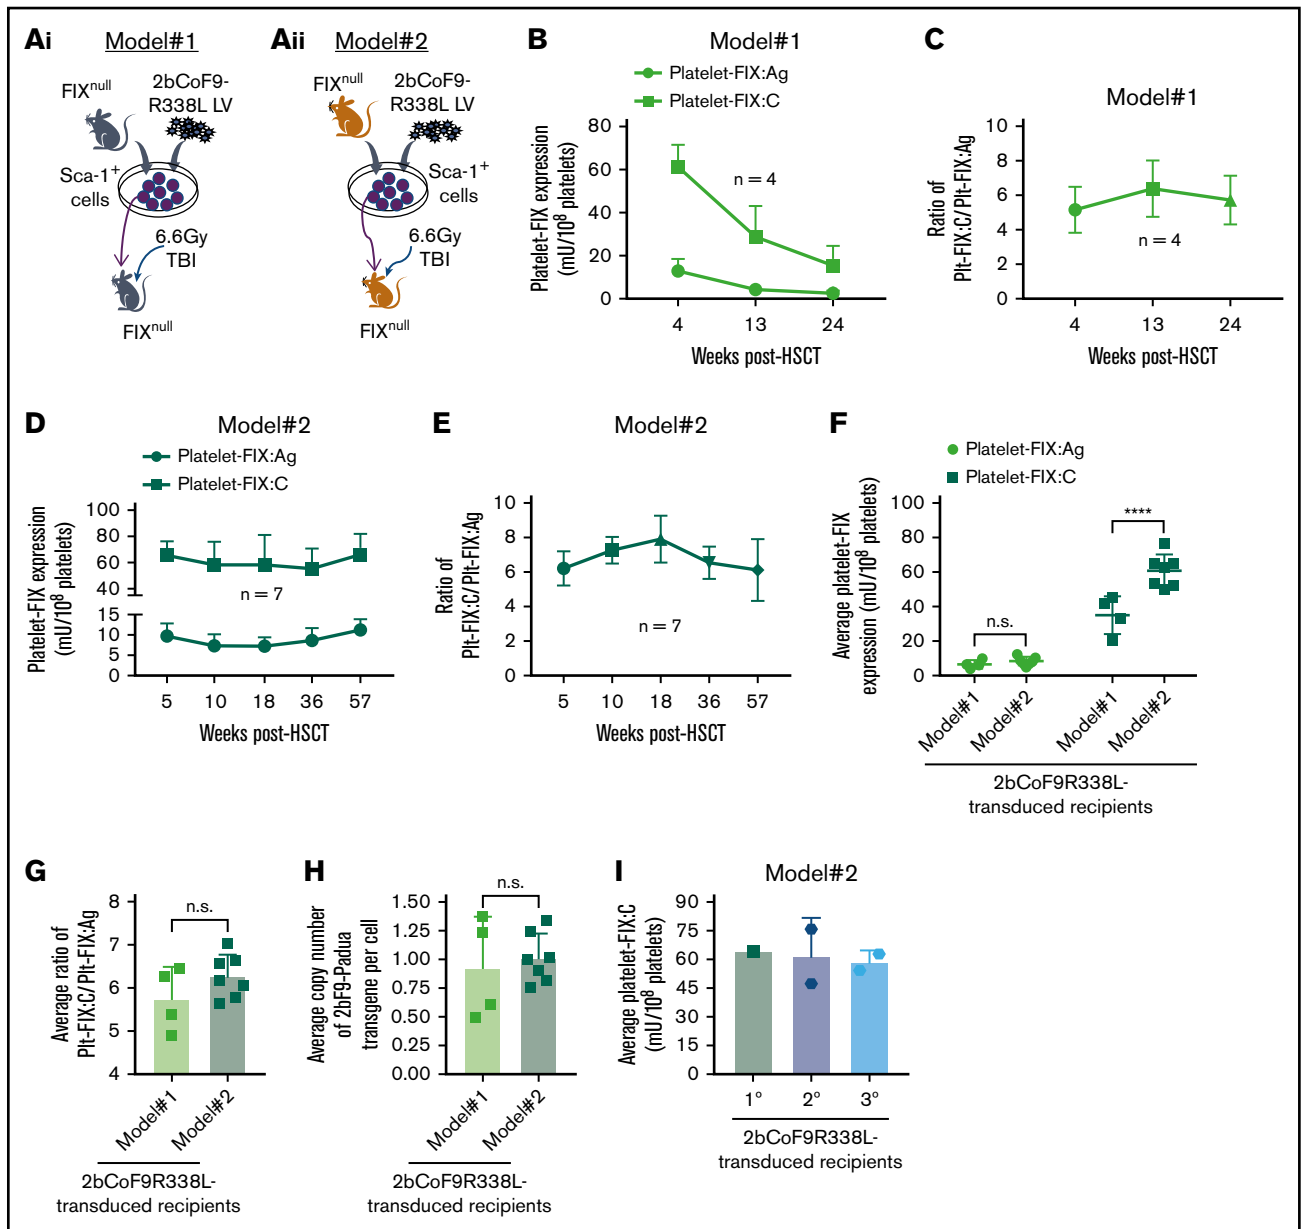 Ai Model#1
FIXnull
2bCoF9-
R338L LV
Sca-1+
cells
6.6Gy
TBI
FIXnull
Aii Model#2
FIXnull
2bCoF9-
R338L LV
Sca-1+
cells
6.6Gy
TBI
FIXnull
B Model#1
Platelet-FIX:Ag
Platelet-FIX:C
Platelet-FIX expression
(mU/10^8 platelets)
80
60
40
20
0
n = 4
4 13 24
Weeks post-HSCT
C Model#1
Ratio of
Plt-FIX:C/Plt-FIX:Ag
10
8
6
4
2
0
n = 4
4 13 24
Weeks post-HSCT
D Model#2
Platelet-FIX:Ag
Platelet-FIX:C
Platelet-FIX expression
(mU/10^8 platelets)
100
80
60
40
15
10
5
0
n = 7
5 10 18 36 57
Weeks post-HSCT
E Model#2
Ratio of
Plt-FIX:C/Plt-FIX:Ag
10
8
6
4
2
0
n = 7
5 10 18 36 57
Weeks post-HSCT
F
Platelet-FIX:Ag
Platelet-FIX:C
Average platelet-FIX
expression (mU/10^8 platelets)
100
80
60
40
20
0
n.s.
****
Model#1 Model#2 Model#1 Model#2
2bCoF9R338L-
transduced recipients
G
Average ratio of
Plt-FIX:C/Plt-FIX:Ag
8
7
6
5
4
n.s.
Model#1 Model#2
2bCoF9R338L-
transduced recipients
H
Average copy number
of 2bF9-Padua
transgene per cell
1.50
1.25
1.00
0.75
0.50
0.25
0.00
n.s.
Model#1 Model#2
2bCoF9R338L-
transduced recipients
I Model#2
Average platelet-FIX:C
(mU/10^8 platelets)
90
75
60
45
30
15
0
1° 2° 3°
2bCoF9R338L-
transduced recipients